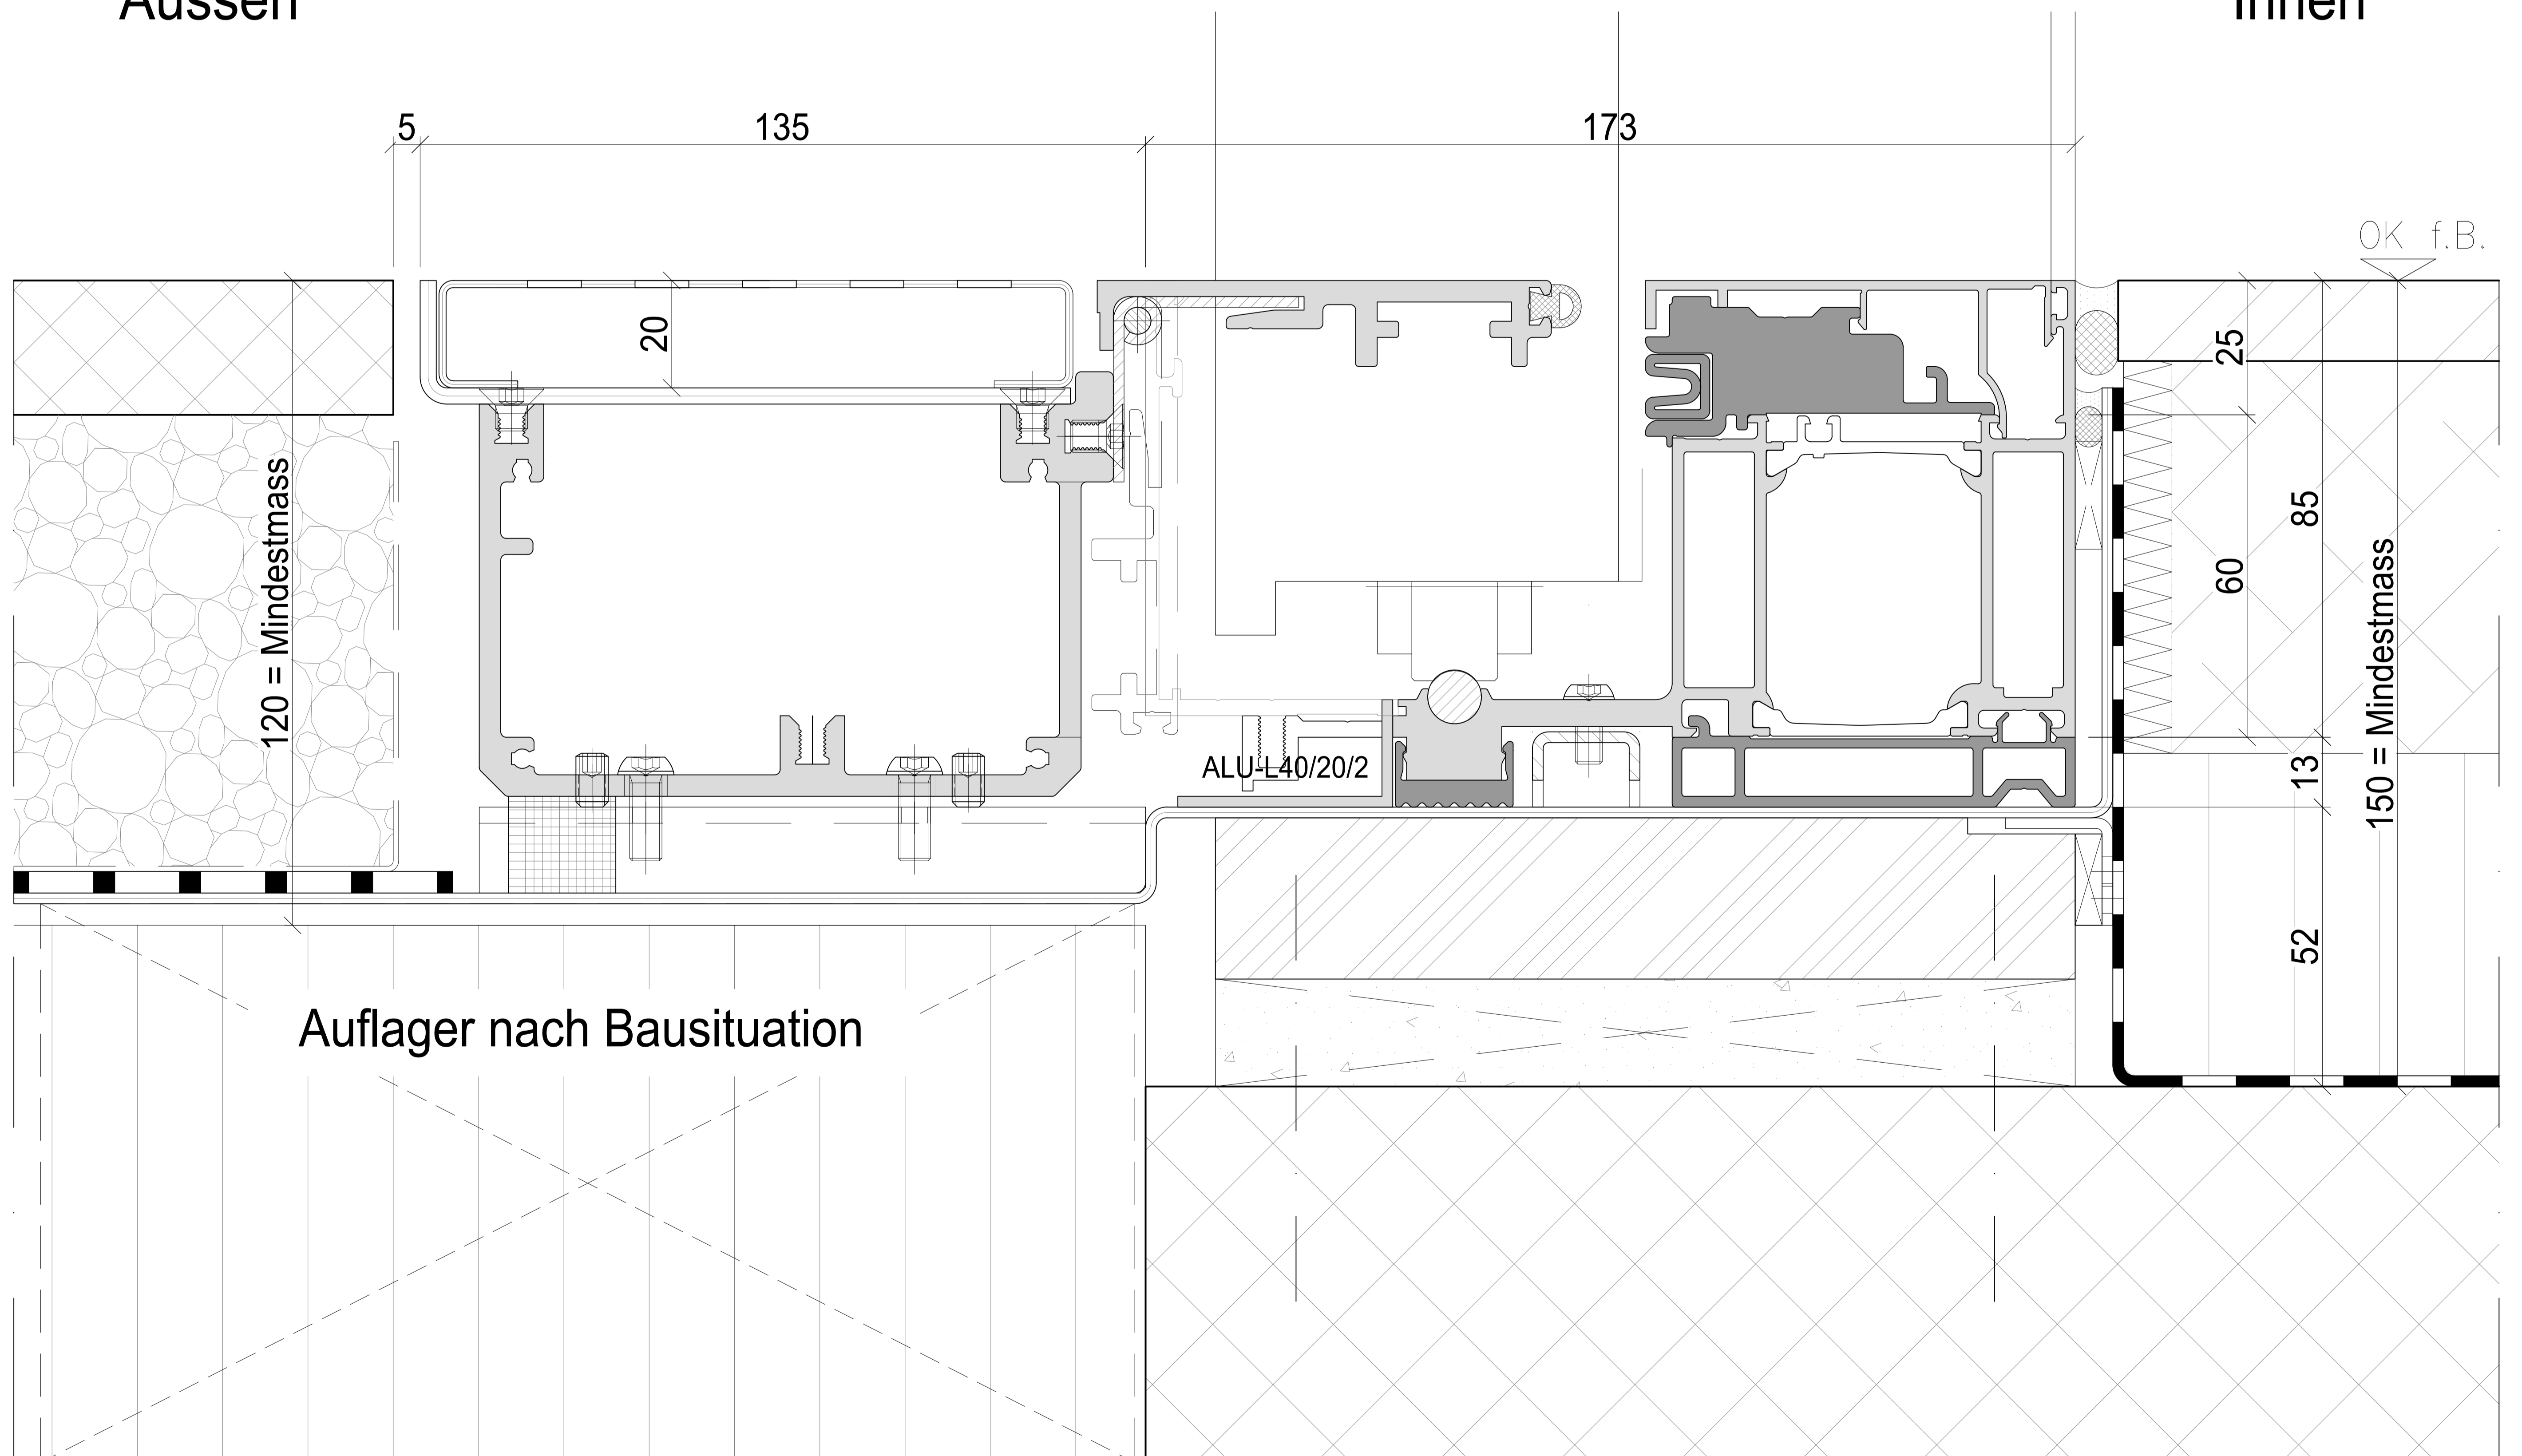 Aussen
Innen
5
135
173
OK f.B.
20
25
120 = Mindestmass
85
60
150 = Mindestmass
13
ALU-L40/20/2
52
Auflager nach Bausituation